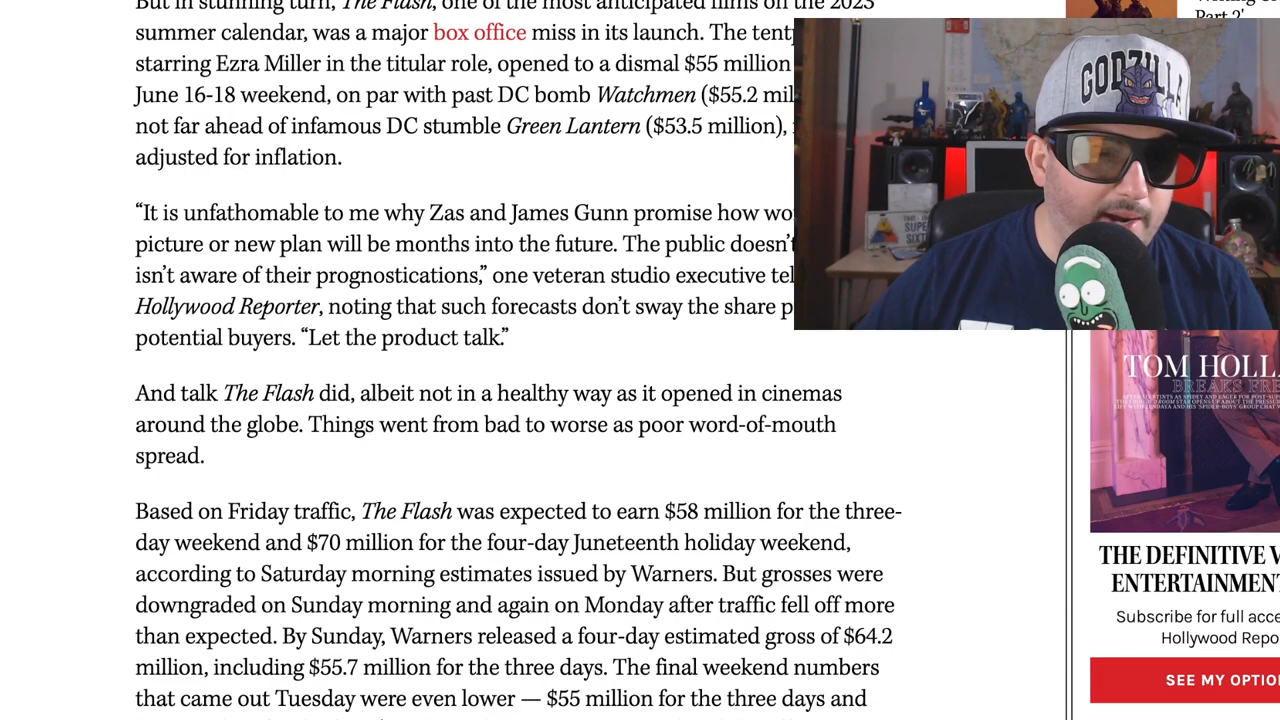 But in stunning turn, The Flash, one of the most anticipated films on the 2023
summer calendar, was a major box office miss in its launch. The
starring Ezra Miller in the titular role, opened to a dismal $55 million
June 16-18 weekend, on par with past DC bomb Watchmen ($55.2
not far ahead of infamous DC stumble Green Lantern ($53.5 million),
adjusted for inflation.
“It is unfathomable to me why Zas and James Gunn promise how
picture or new plan will be months into the future. The public doesn’t
isn’t aware of their prognostications,” one veteran studio executive
Hollywood Reporter, noting that such forecasts don’t sway the share
potential buyers. “Let the product talk.”
And talk The Flash did, albeit not in a healthy way as it opened in cinemas
around the globe. Things went from bad to worse as poor word-of-mouth
spread.
Based on Friday traffic, The Flash was expected to earn $58 million for the three-
day weekend and $70 million for the four-day Juneteenth holiday weekend,
according to Saturday morning estimates issued by Warners. But grosses were
downgraded on Sunday morning and again on Monday after traffic fell off more
than expected. By Sunday, Warners released a four-day estimated gross of $64.2
million, including $55.7 million for the three days. The final weekend numbers
that came out Tuesday were even lower — $55 million for the three days and
Part 2’
GODZILLA
SUPER
TOM
BREAKS
THE DEFINITIVE
Subscribe for full
Hollywood
SEE MY